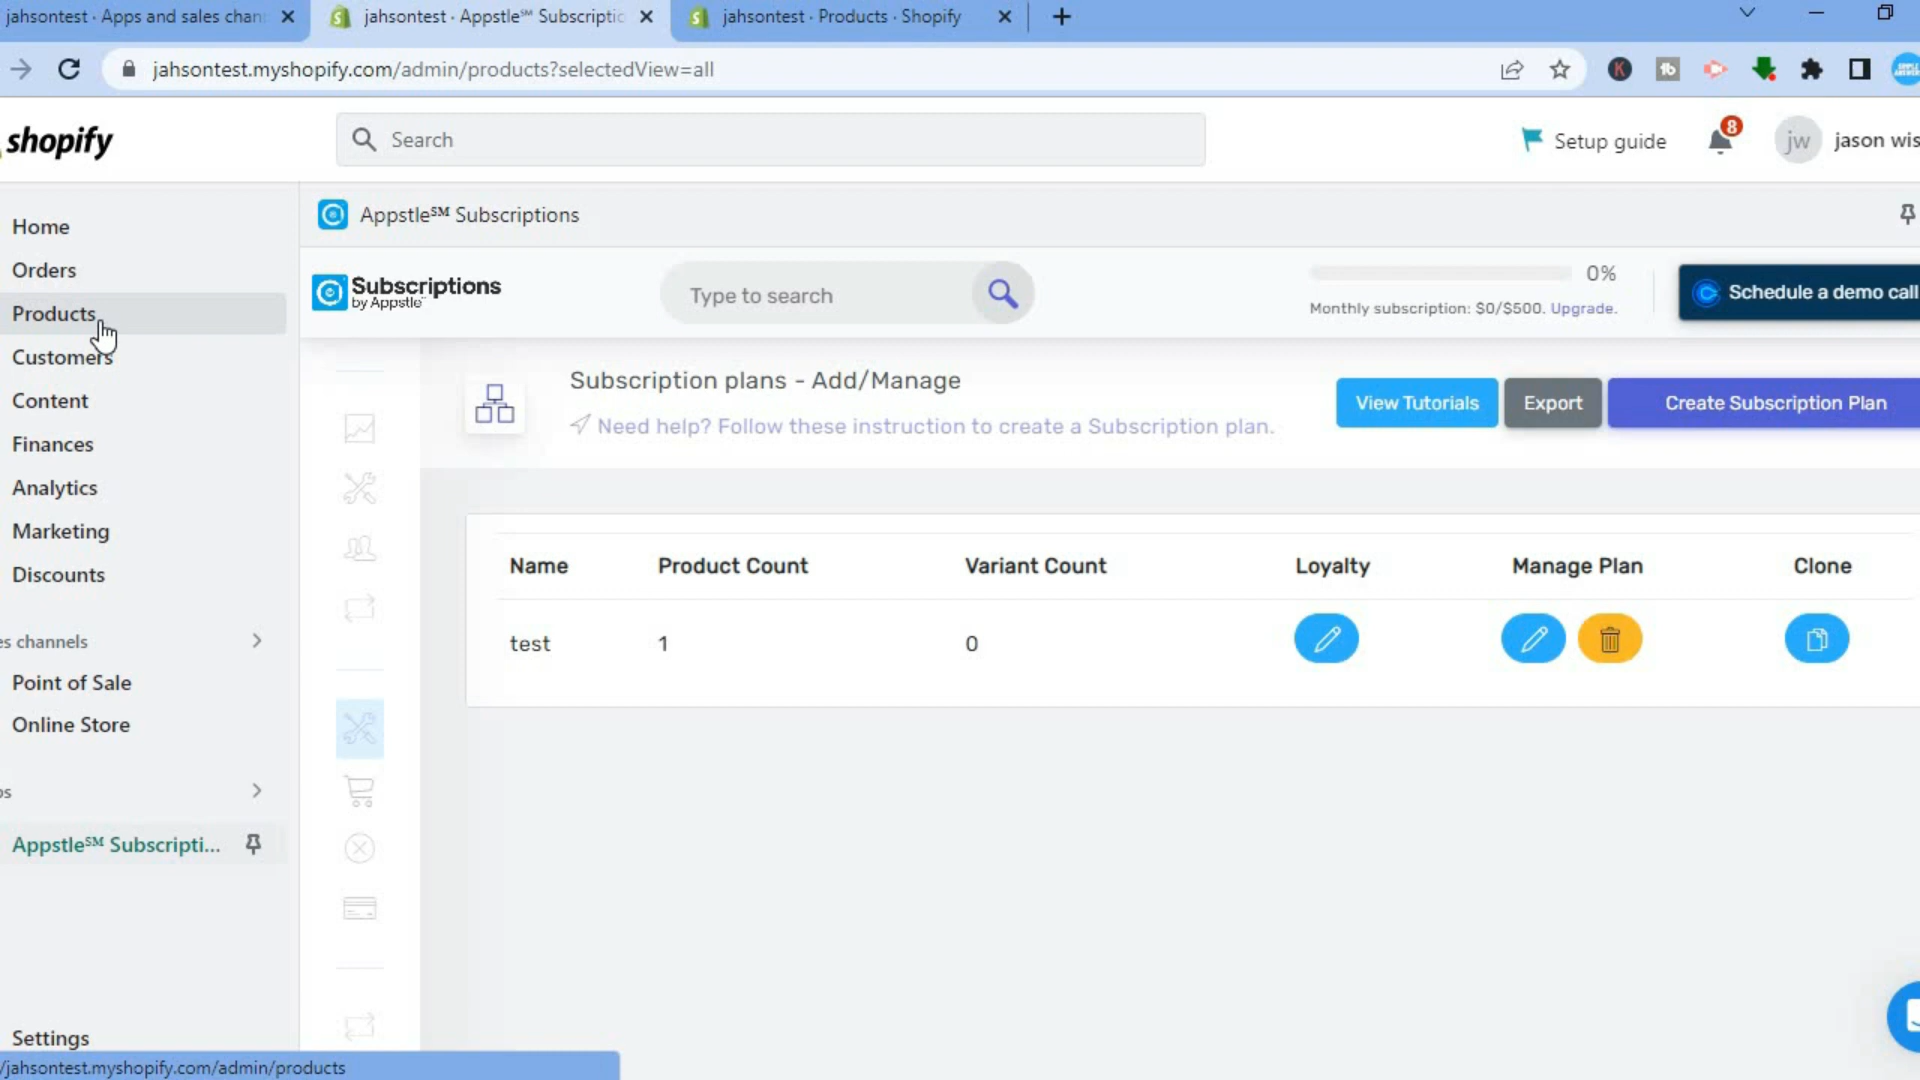 jahsontest · Apps and sales chan
jahsontest · Appstle℠ Subscriptic
jahsontest · Products · Shopify
jahsontest.myshopify.com/admin/products?selectedView=all
shopify
Search
Setup guide
8
jw
jason wis
Home
Orders
Products
Customers
Content
Finances
Analytics
Marketing
Discounts
es channels
Point of Sale
Online Store
ps
Appstle℠ Subscripti...
Settings
/jahsontest.myshopify.com/admin/products
Appstle℠ Subscriptions
Subscriptions
by Appstle
Type to search
0%
Monthly subscription: $0/$500. Upgrade.
Schedule a demo call
Subscription plans - Add/Manage
Need help? Follow these instruction to create a Subscription plan.
View Tutorials
Export
Create Subscription Plan
Name Product Count Variant Count Loyalty Manage Plan Clone
test 1 0